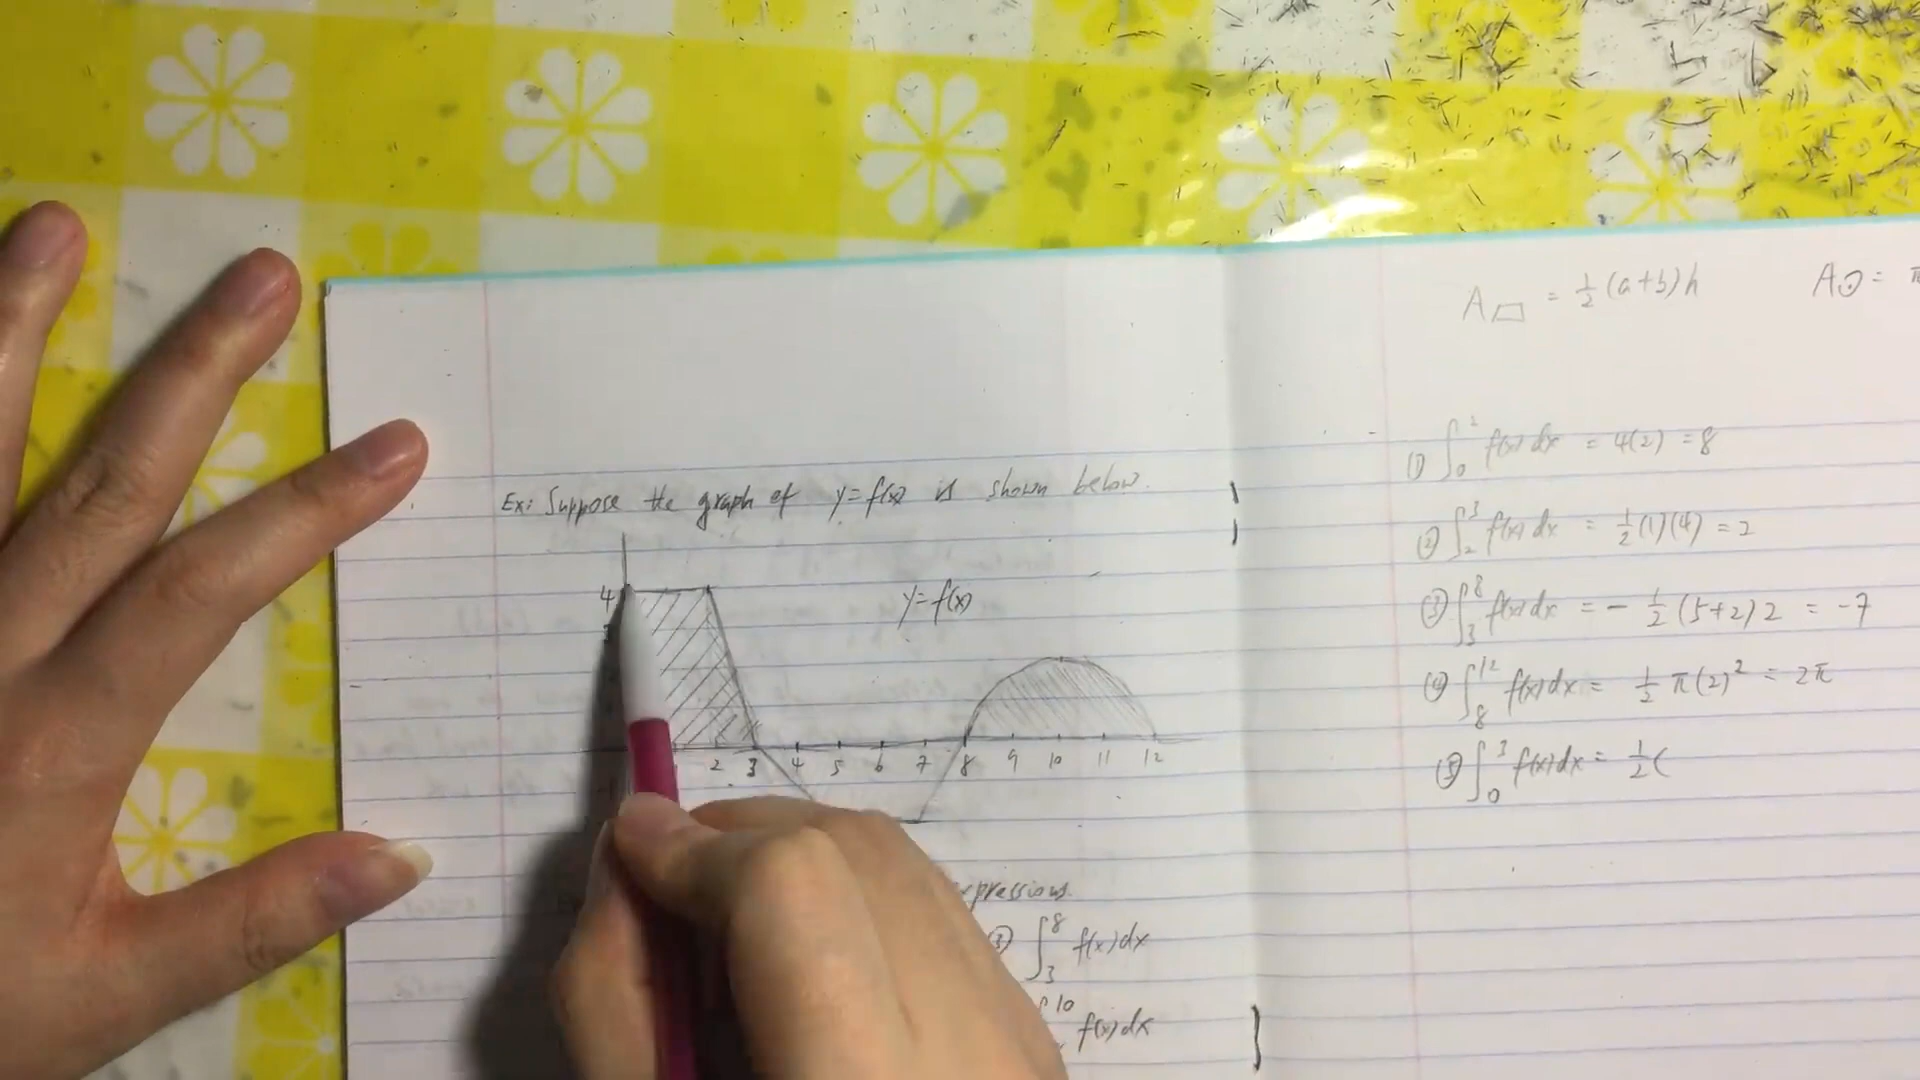 Ex: Suppose the graph of y=f(x) is shown below.
4
y=f(x)
2 3 4 5 6 7 8 9 10 11 12
③ ∫₃⁸ f(x)dx
10 f(x)dx
A▱ = ½(a+b)h
A⊙ = π
(1) ∫₀² f(x)dx = 4(2) = 8
(2) ∫₂³ f(x)dx = ½(1)(4) = 2
(3) ∫₃⁸ f(x)dx = - ½(5+2)2 = -7
(4) ∫₈¹² f(x)dx = ½π(2)² = 2π
(5) ∫₀³ f(x)dx = ½(